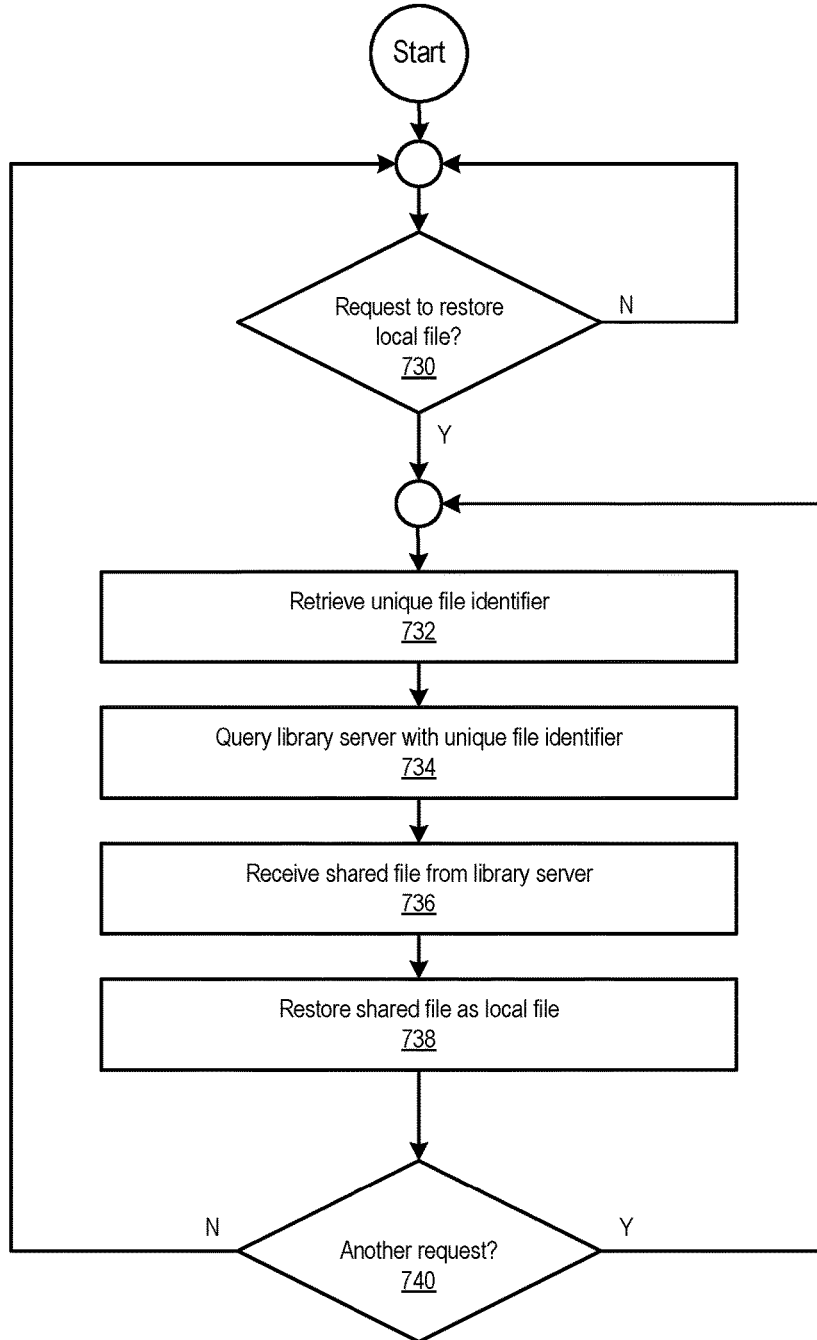 Start
Request to restore
local file?
730
N
Y
Retrieve unique file identifier
732
Query library server with unique file identifier
734
Receive shared file from library server
736
Restore shared file as local file
738
N
Y
Another request?
740